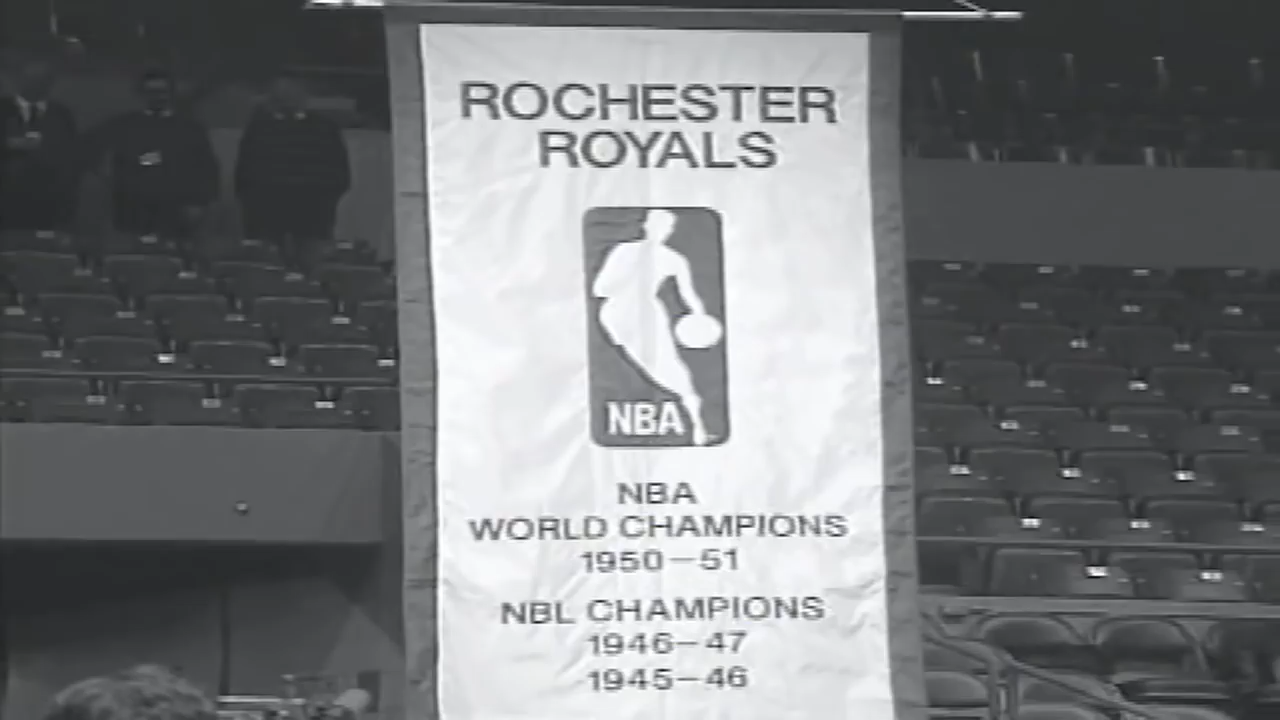 ROCHESTER
ROYALS
NBA
NBA
WORLD CHAMPIONS
1950-51
NBL CHAMPIONS
1946-47
1945-46